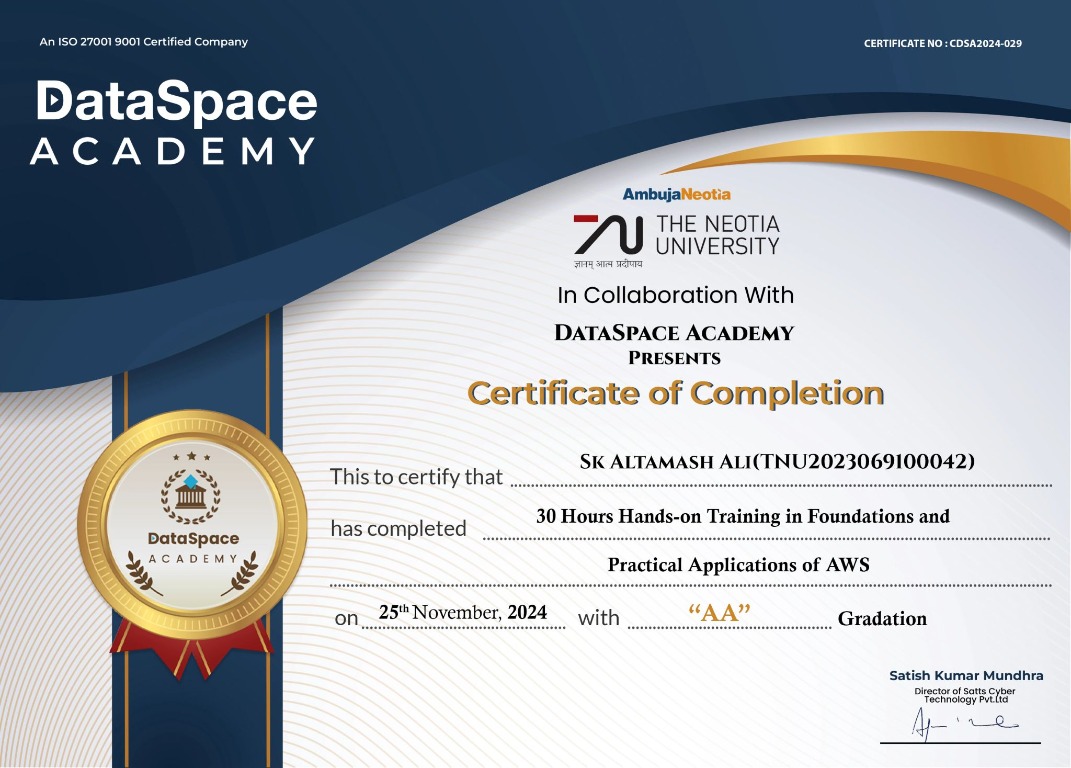 An ISO 27001 9001 Certified Company
CERTIFICATE NO : CDSA2024-029
DataSpace
ACADEMY
AmbujaNeotia
THE NEOTIA
UNIVERSITY
ज्ञानम् आत्म प्रदीपाय
In Collaboration With
DataSpace Academy
Presents
Certificate of Completion
This to certify that Sk Altamash Ali(TNU2023069100042)
has completed 30 Hours Hands-on Training in Foundations and
Practical Applications of AWS
on 25th November, 2024 with “AA” Gradation
DataSpace
ACADEMY
Satish Kumar Mundhra
Director of Satts Cyber
Technology Pvt.Ltd